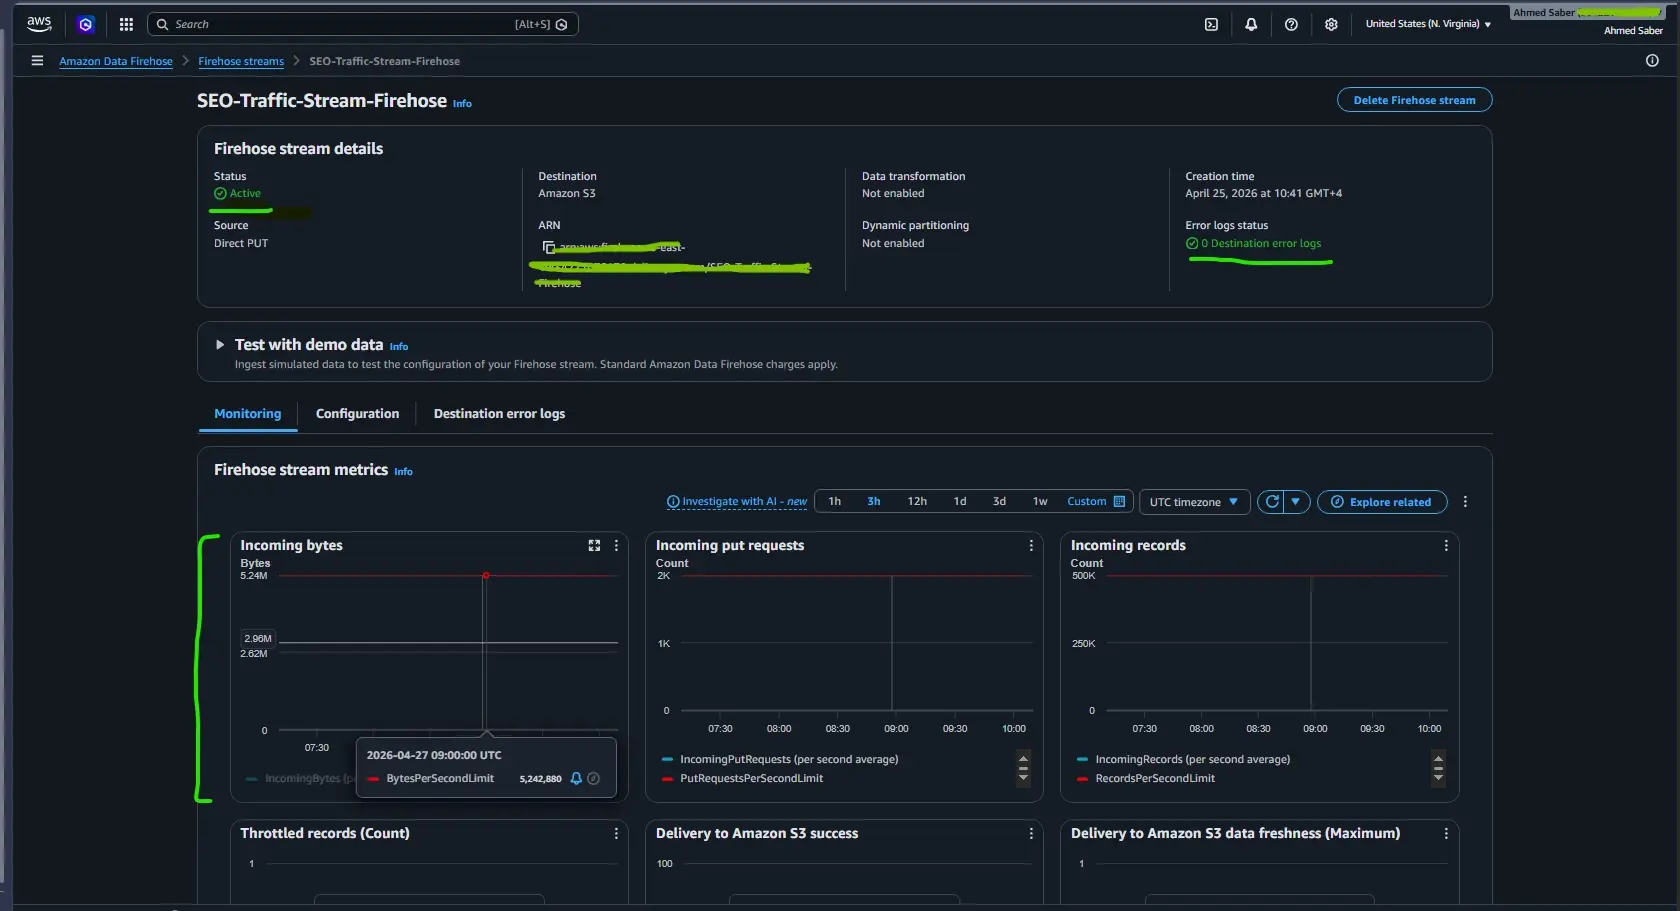 aws
Search
[Alt+S]
United States (N. Virginia)
Ahmed Saber
Ahmed Saber
Amazon Data Firehose
Firehose streams
SEO-Traffic-Stream-Firehose
SEO-Traffic-Stream-Firehose Info
Delete Firehose stream
Firehose stream details
Status
Active
Source
Direct PUT
Destination
Amazon S3
ARN
Data transformation
Not enabled
Dynamic partitioning
Not enabled
Creation time
April 25, 2026 at 10:41 GMT+4
Error logs status
0 Destination error logs
Test with demo data Info
Ingest simulated data to test the configuration of your Firehose stream. Standard Amazon Data Firehose charges apply.
Monitoring
Configuration
Destination error logs
Firehose stream metrics Info
Investigate with AI - new
1h
3h
12h
1d
3d
1w
Custom
UTC timezone
Explore related
Incoming bytes
Bytes
5.24M
2.96M
2.62M
0
07:30
2026-04-27 09:00:00 UTC
BytesPerSecondLimit 5,242,880
Incoming put requests
Count
2K
1K
0
07:30 08:00 08:30 09:00 09:30 10:00
IncomingPutRequests (per second average)
PutRequestsPerSecondLimit
Incoming records
Count
500K
250K
0
07:30 08:00 08:30 09:00 09:30 10:00
IncomingRecords (per second average)
RecordsPerSecondLimit
Throttled records (Count)
1
Delivery to Amazon S3 success
100
Delivery to Amazon S3 data freshness (Maximum)
1